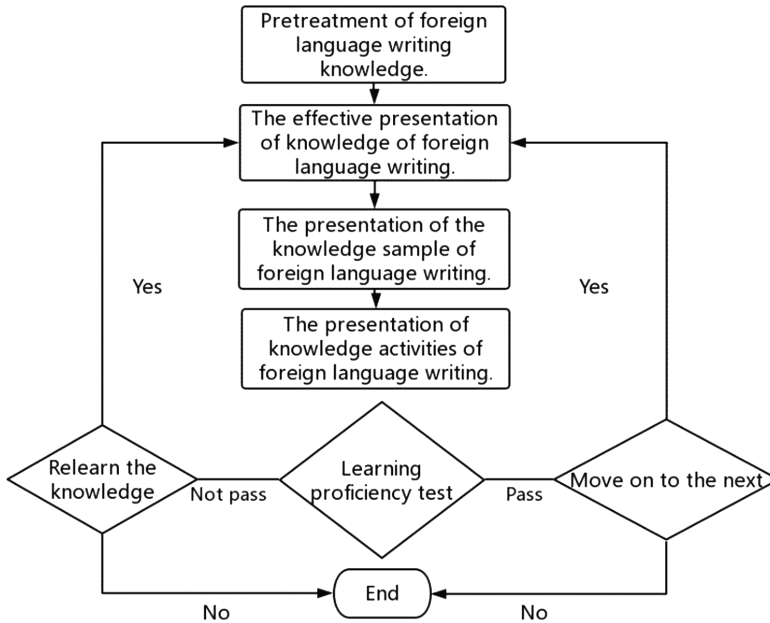 Pretreatment of foreign
language writing
knowledge.
The effective presentation
of knowledge of foreign
language writing.
The presentation of the
knowledge sample of
foreign language writing.
Yes
Yes
The presentation of
knowledge activities of
foreign language writing.
Relearn the
knowledge
Not pass
Learning
proficiency test
Pass
Move on to the next
End
No
No